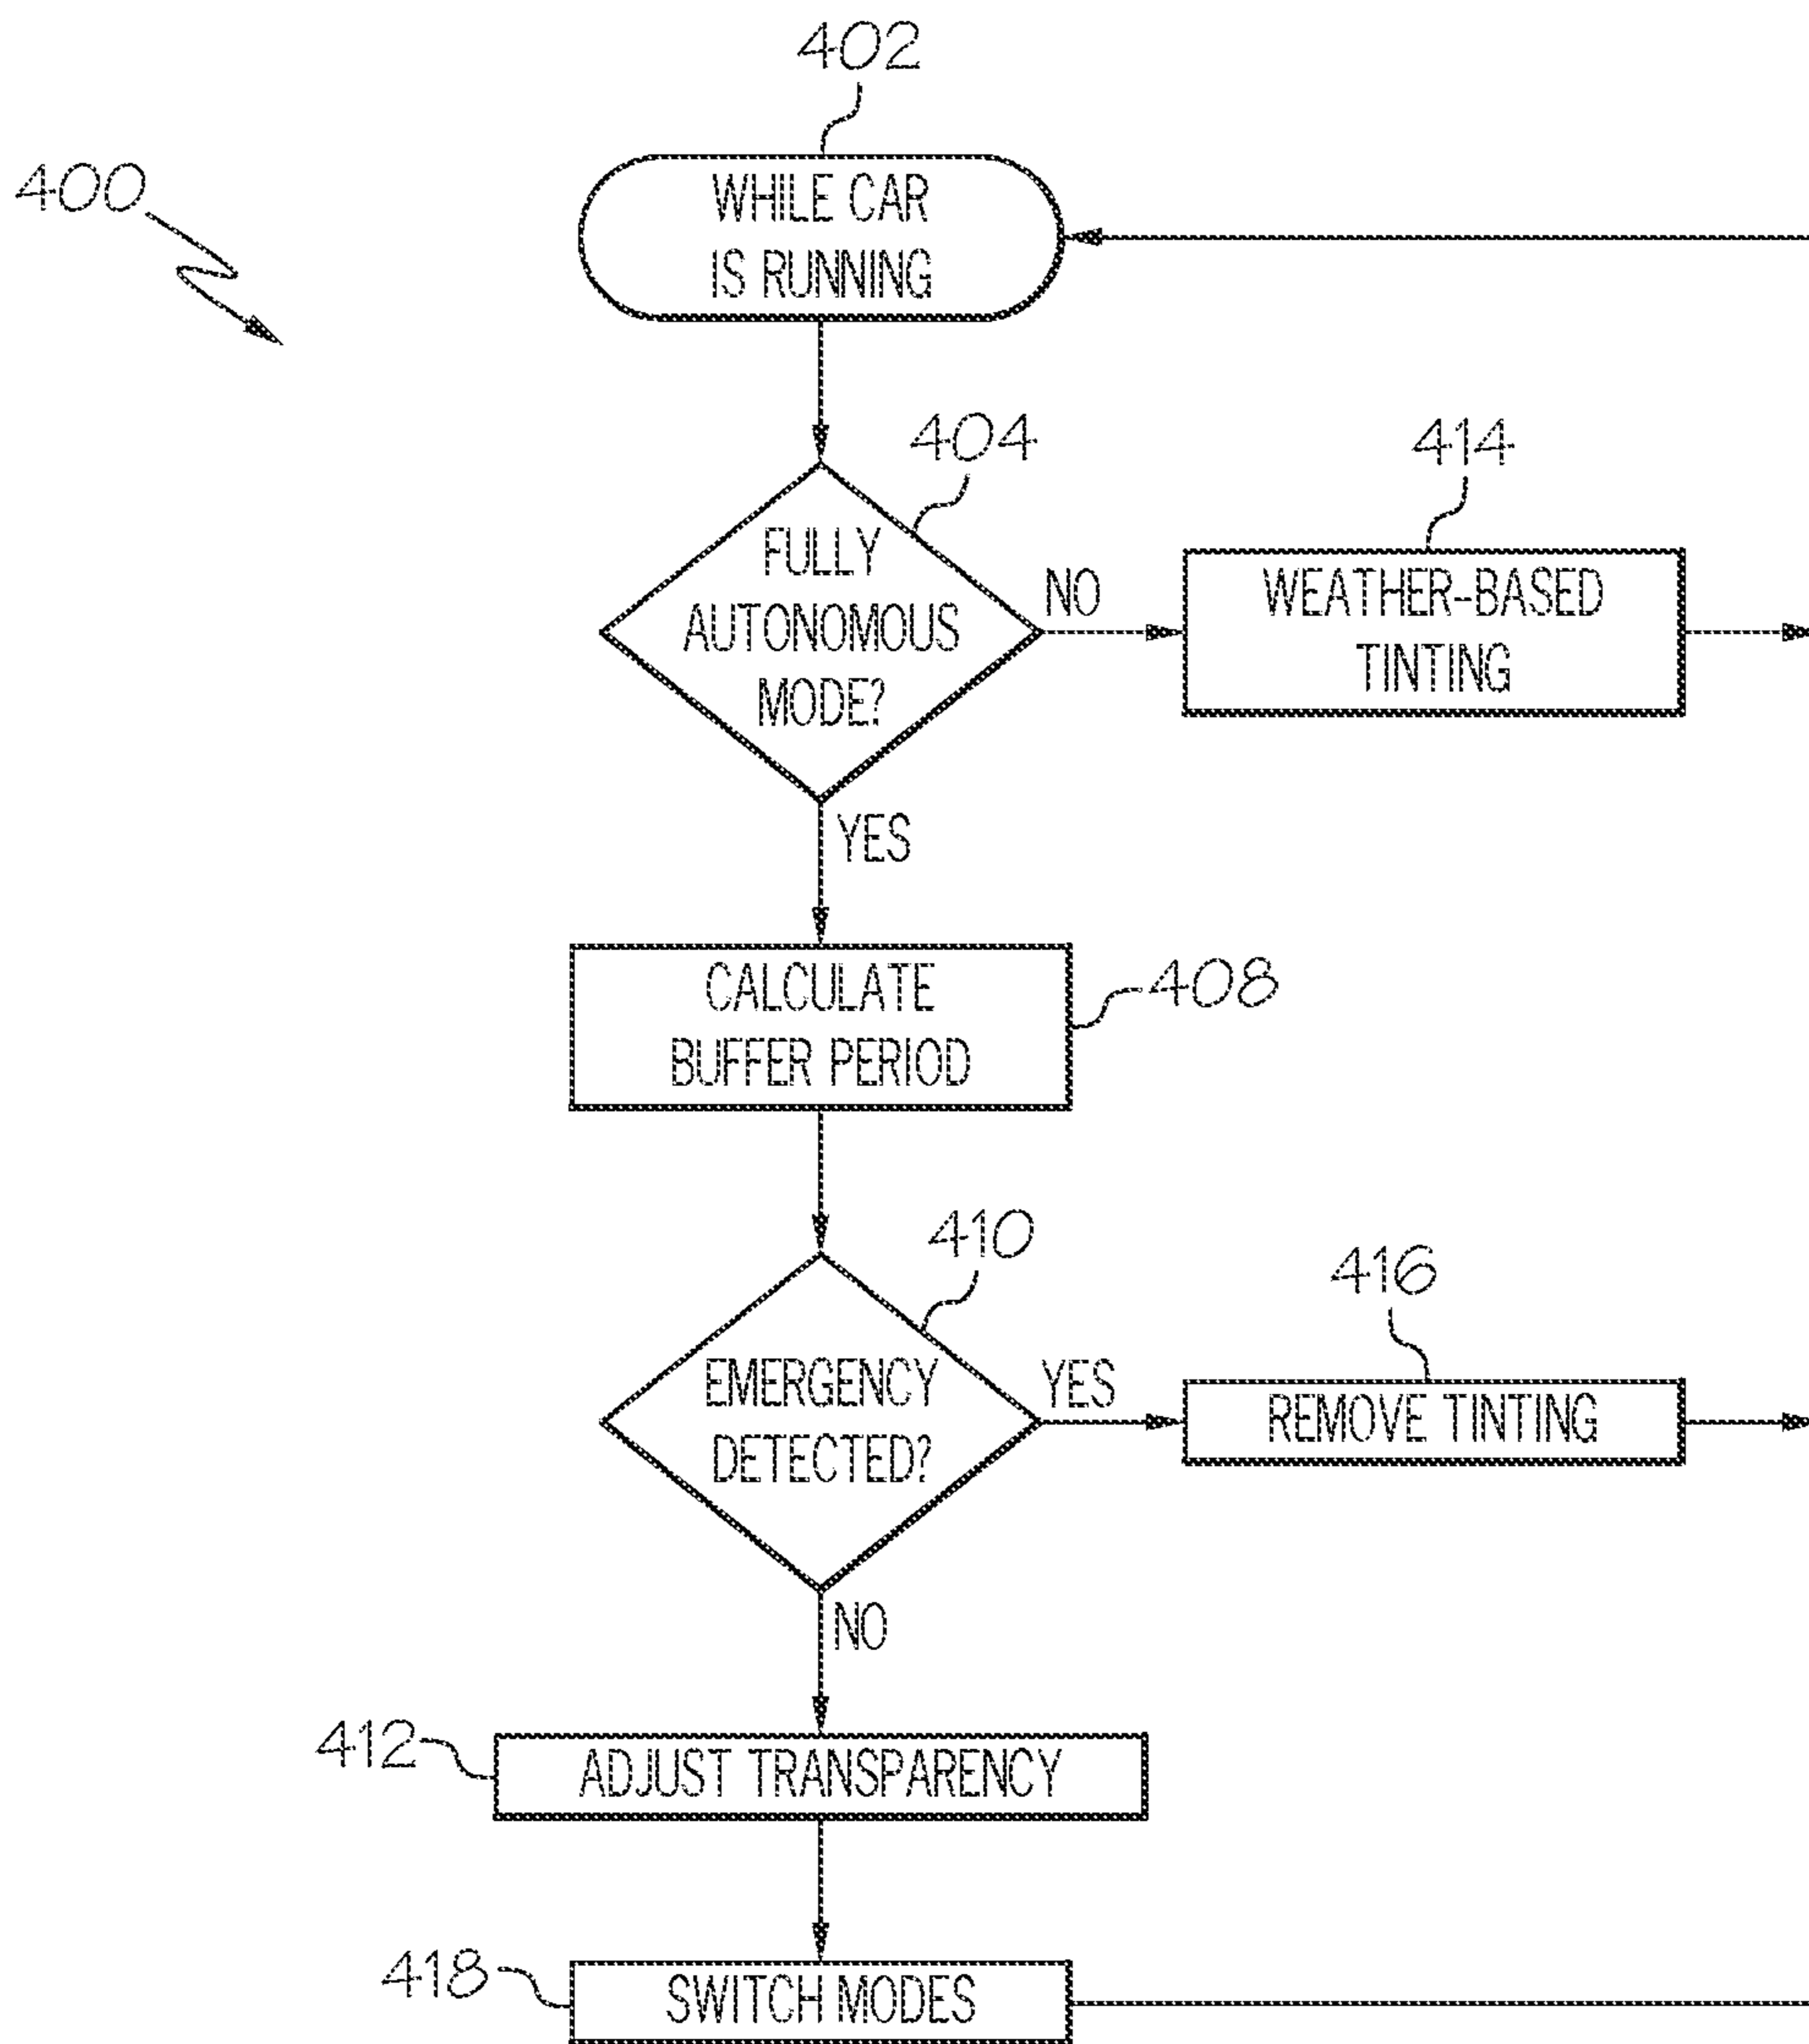 402
400
WHILE CAR
IS RUNNING
404
414
FULLY
AUTONOMOUS
MODE?
NO
WEATHER-BASED
TINTING
YES
CALCULATE
BUFFER PERIOD
408
410
416
EMERGENCY
DETECTED?
YES
REMOVE TINTING
NO
412
ADJUST TRANSPARENCY
418
SWITCH MODES